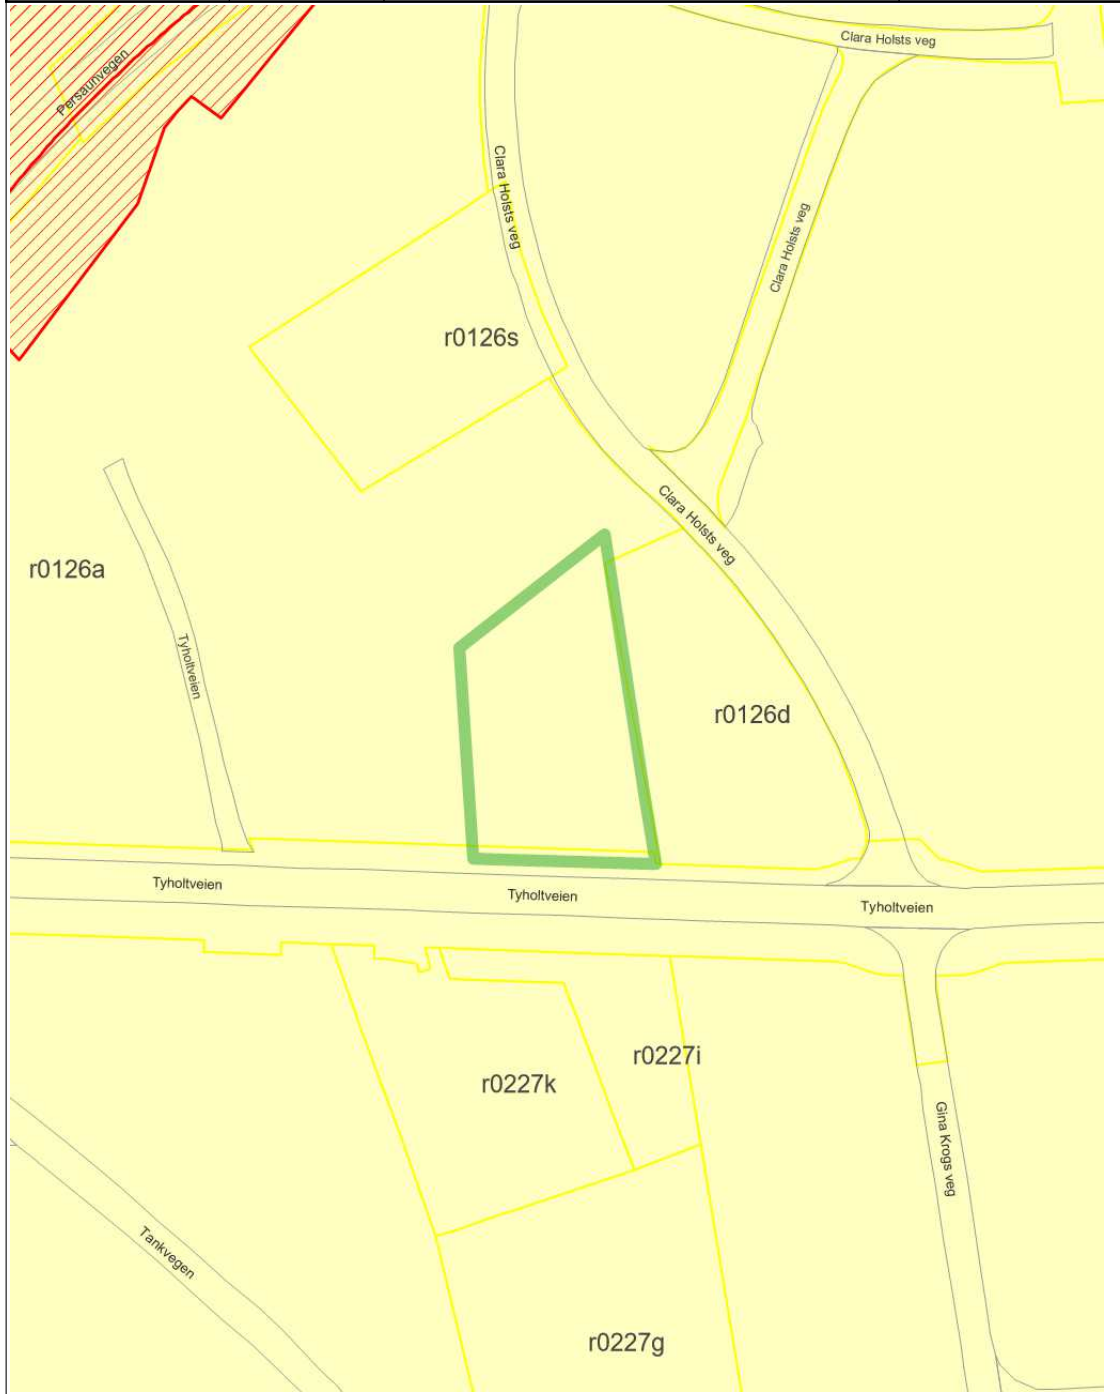 Clara Holsts veg
Persaunvegen
Clara Holsts veg
Clara Holsts veg
r0126s
Clara Holsts veg
r0126a
Tyholtveien
r0126d
Tyholtveien
Tyholtveien
Tyholtveien
r0227i
r0227k
Gina Krogs veg
Tankvegen
r0227g